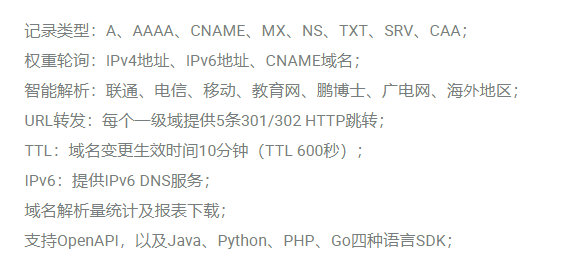 记录类型：A、AAAA、CNAME、MX、NS、TXT、SRV、CAA；
权重轮询：IPv4地址、IPv6地址、CNAME域名；
智能解析：联通、电信、移动、教育网、鹏博士、广电网、海外地区；
URL转发：每个一级域提供5条301/302 HTTP跳转；
TTL：域名变更生效时间10分钟（TTL 600秒）；
IPv6：提供IPv6 DNS服务；
域名解析量统计及报表下载；
支持OpenAPI，以及Java、Python、PHP、Go四种语言SDK；